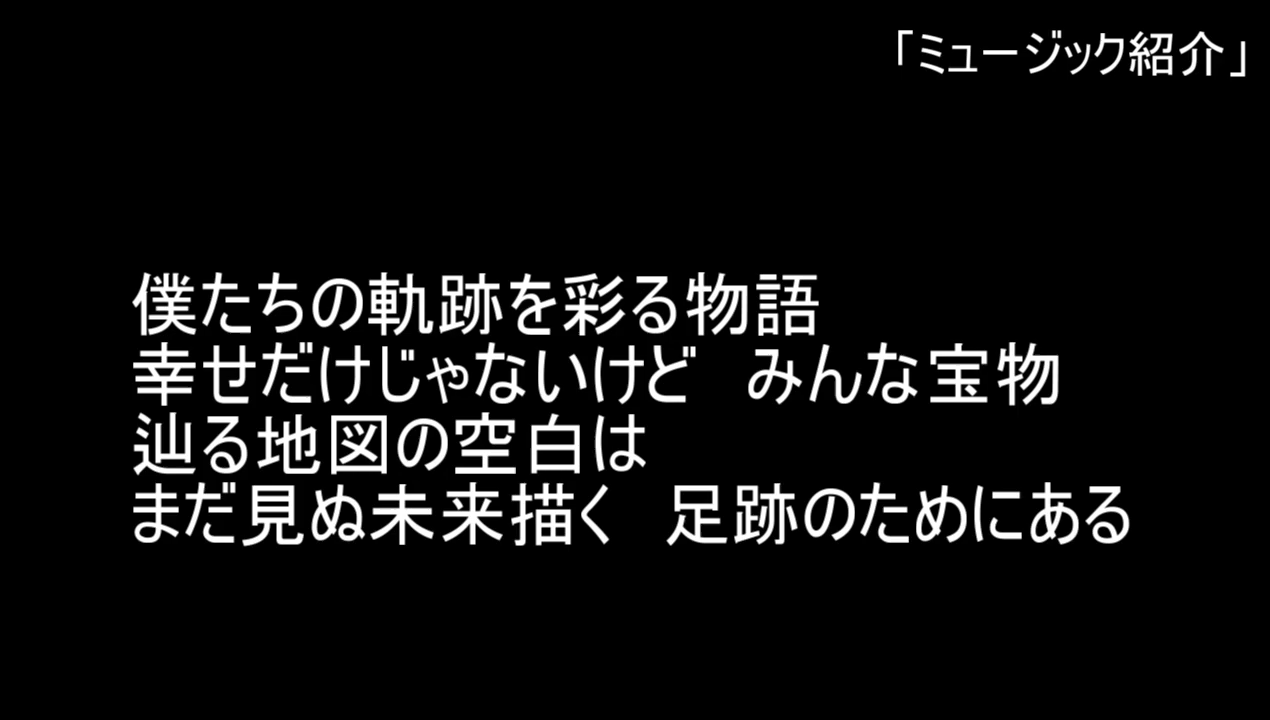 「ミュージック紹介」
僕たちの軌跡を彩る物語
幸せだけじゃないけど　みんな宝物
辿る地図の空白は
まだ見ぬ未来描く　足跡のためにある